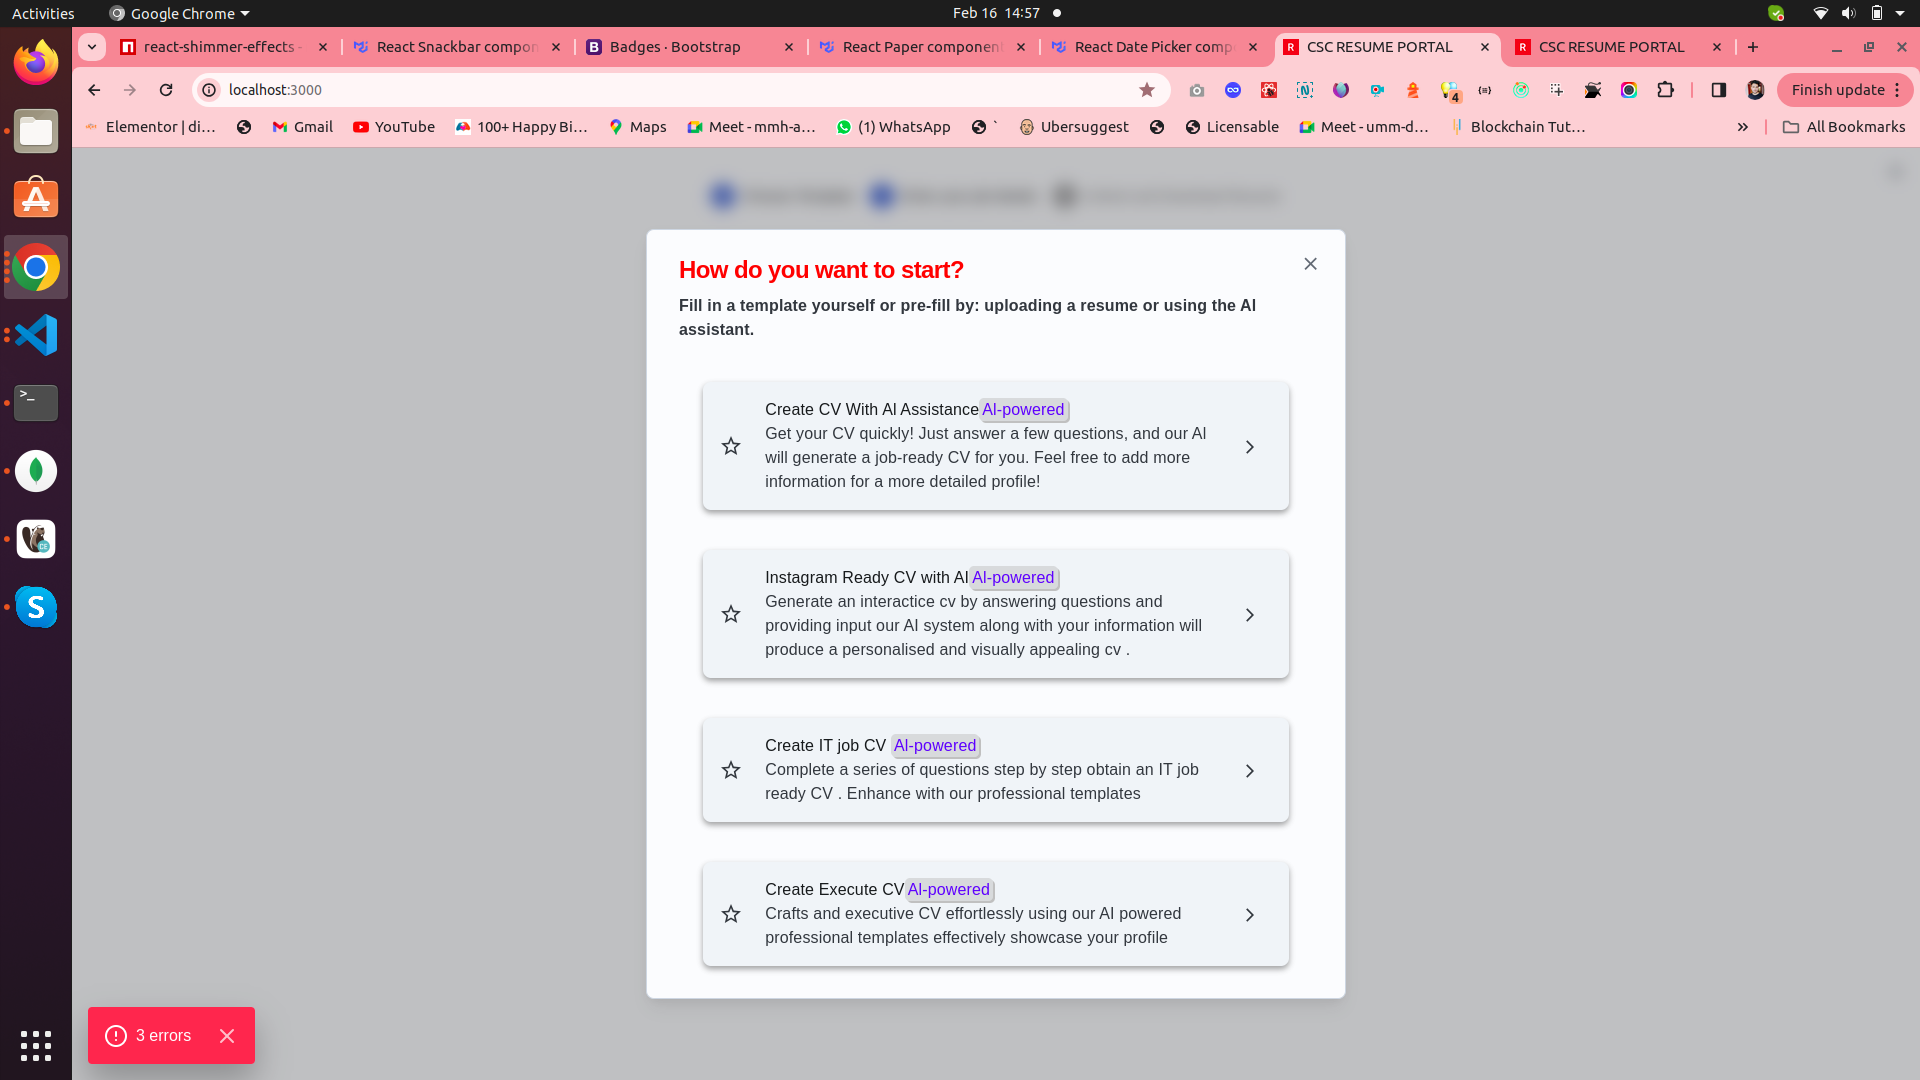 Activities
Google Chrome
Feb 16 14:57
react-shimmer-effects -
React Snackbar compon
Badges · Bootstrap
React Paper componen
React Date Picker comp
CSC RESUME PORTAL
CSC RESUME PORTAL
localhost:3000
4
Finish update
Elementor | di...
Gmail
YouTube
100+ Happy Bi...
Maps
Meet - mmh-a...
(1) WhatsApp
`
Ubersuggest
Licensable
Meet - umm-d...
Blockchain Tut...
All Bookmarks
How do you want to start?
Fill in a template yourself or pre-fill by: uploading a resume or using the AI
assistant.
Create CV With Al Assistance AI-powered
Get your CV quickly! Just answer a few questions, and our AI
will generate a job-ready CV for you. Feel free to add more
information for a more detailed profile!
Instagram Ready CV with AI AI-powered
Generate an interactice cv by answering questions and
providing input our AI system along with your information will
produce a personalised and visually appealing cv .
Create IT job CV AI-powered
Complete a series of questions step by step obtain an IT job
ready CV . Enhance with our professional templates
Create Execute CV AI-powered
Crafts and executive CV effortlessly using our AI powered
professional templates effectively showcase your profile
3 errors